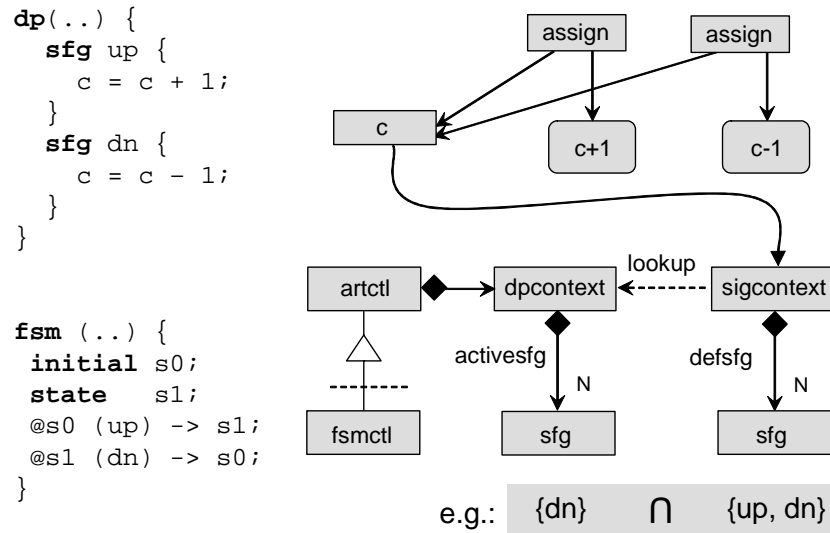 dp(..) {
sfg up {
c = c + 1;
}
sfg dn {
c = c - 1;
}
}
fsm (..) {
initial s0;
state s1;
@s0 (up) -> s1;
@s1 (dn) -> s0;
}
assign
assign
c
c+1
c-1
lookup
artctl
dpcontext
sigcontext
activesfg
defsfg
N
N
fsmctl
sfg
sfg
e.g.: {dn} ∩ {up, dn}